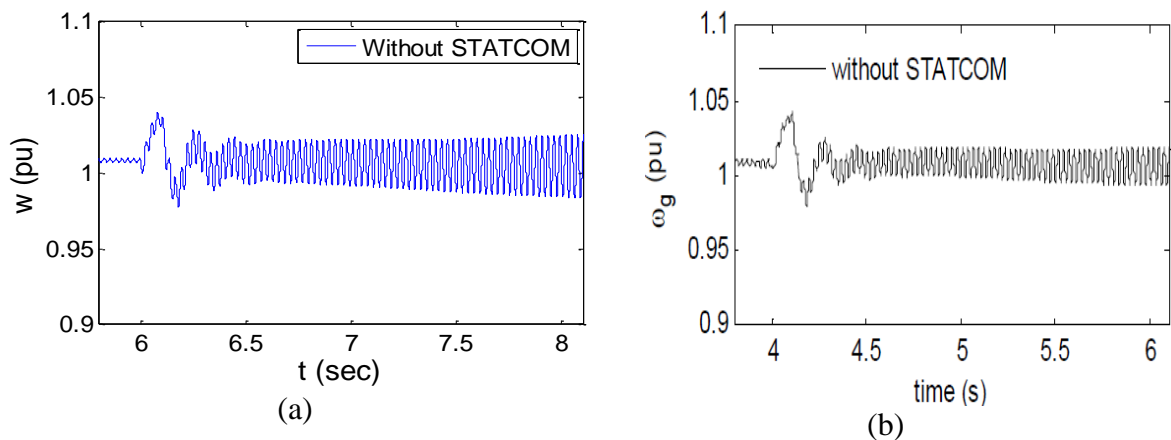 1.1
1.05
1
0.95
0.9
w (pu)
Without STATCOM
6
6.5
7
7.5
8
t (sec)
(a)
1.1
1.05
1
0.95
0.9
ωg (pu)
without STATCOM
4
4.5
5
5.5
6
time (s)
(b)